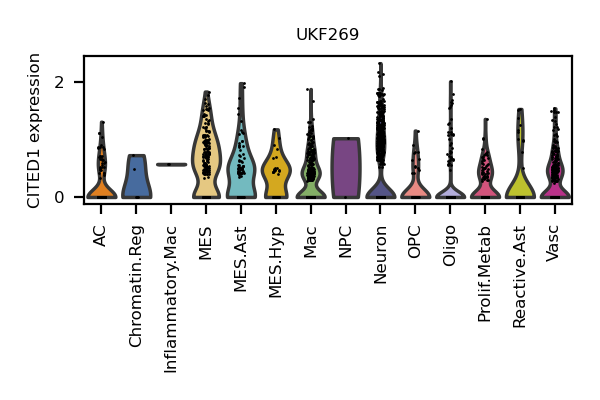 UKF269
CITED1 expression
2
0
AC
Chromatin.Reg
Inflammatory.Mac
MES
MES.Ast
MES.Hyp
Mac
NPC
Neuron
OPC
Oligo
Prolif.Metab
Reactive.Ast
Vasc